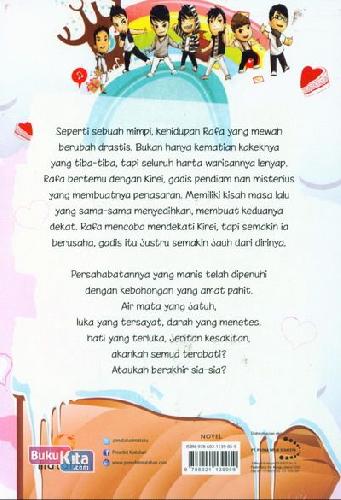 Seperti sebuah mimpi, kehidupan Rafa yang mewah
berubah drastis. Bukan hanya kematian kakeknya
yang tiba-tiba, tapi seluruh harta warisannya lenyap.
Rafa bertemu dengan Kirei, gadis pendiam nan misterius
yang membuatnya penasaran. Memiliki kisah masa lalu
yang sama-sama menyedihkan, membuat keduanya
dekat. Rafa mencoba mendekati Kirei, tapi semakin ia
berusaha, gadis itu justru semakin jauh dari dirinya.
Persahabatannya yang manis telah dipenuhi
dengan kebohongan yang amat pahit.
Air mata yang jatuh,
luka yang tersayat, darah yang menetes,
hati yang terluka, jeritan kesakitan,
akankah semua terobati?
Ataukah berakhir sia-sia?
NOVEL
BukuKita.com